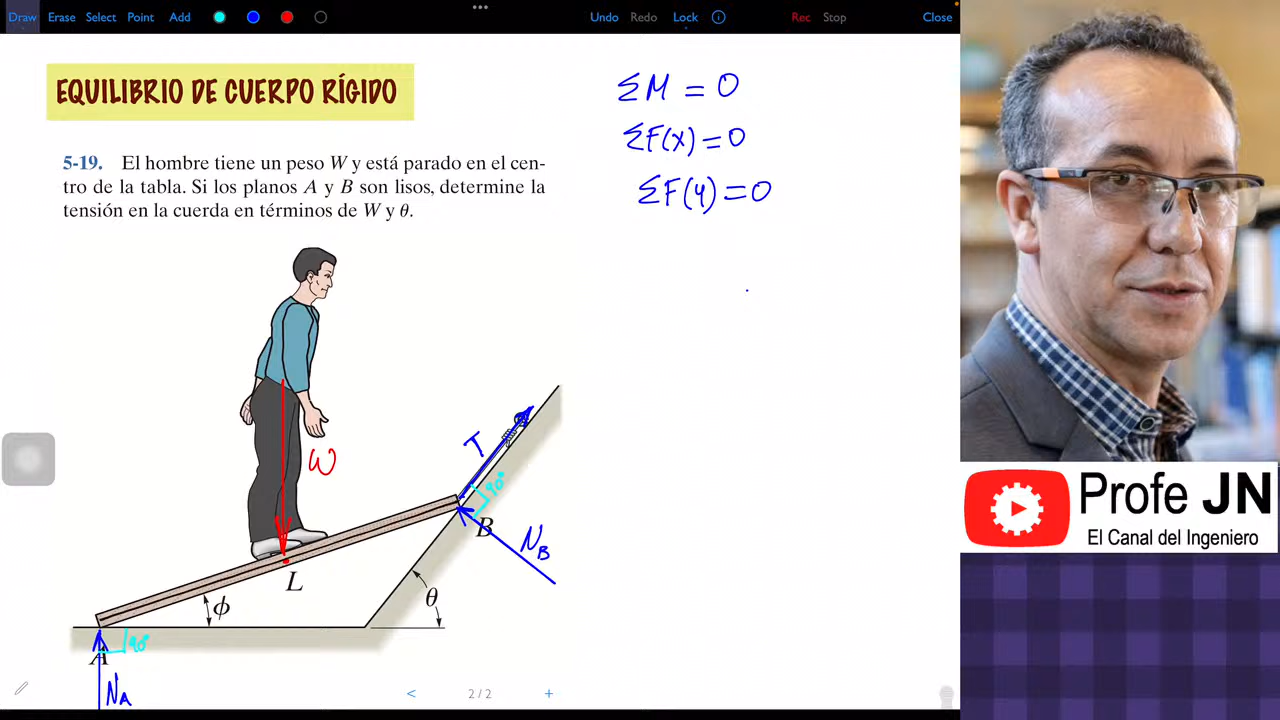 Draw Erase Select Point Add Undo Redo Lock Rec Stop Close
EQUILIBRIO DE CUERPO RÍGIDO
5-19. El hombre tiene un peso W y está parado en el cen-
tro de la tabla. Si los planos A y B son lisos, determine la
tensión en la cuerda en términos de W y θ.
ΣM = 0
ΣF(x) = 0
ΣF(y) = 0
T
W
90°
B
N_B
L
ϕ
θ
A
90°
N_A
< 2 / 2 +
Profe JN
El Canal del Ingeniero